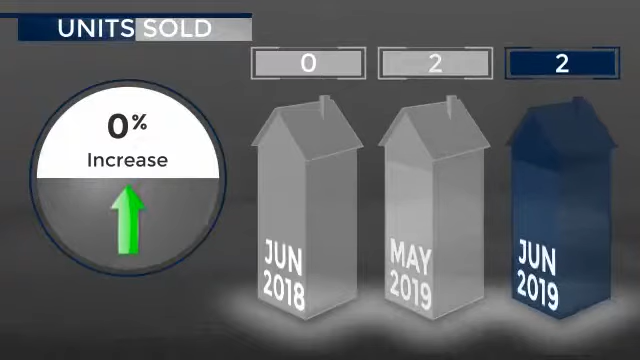 UNITS SOLD
0 2 2
0%
Increase
JUN MAY JUN
2018 2019 2019